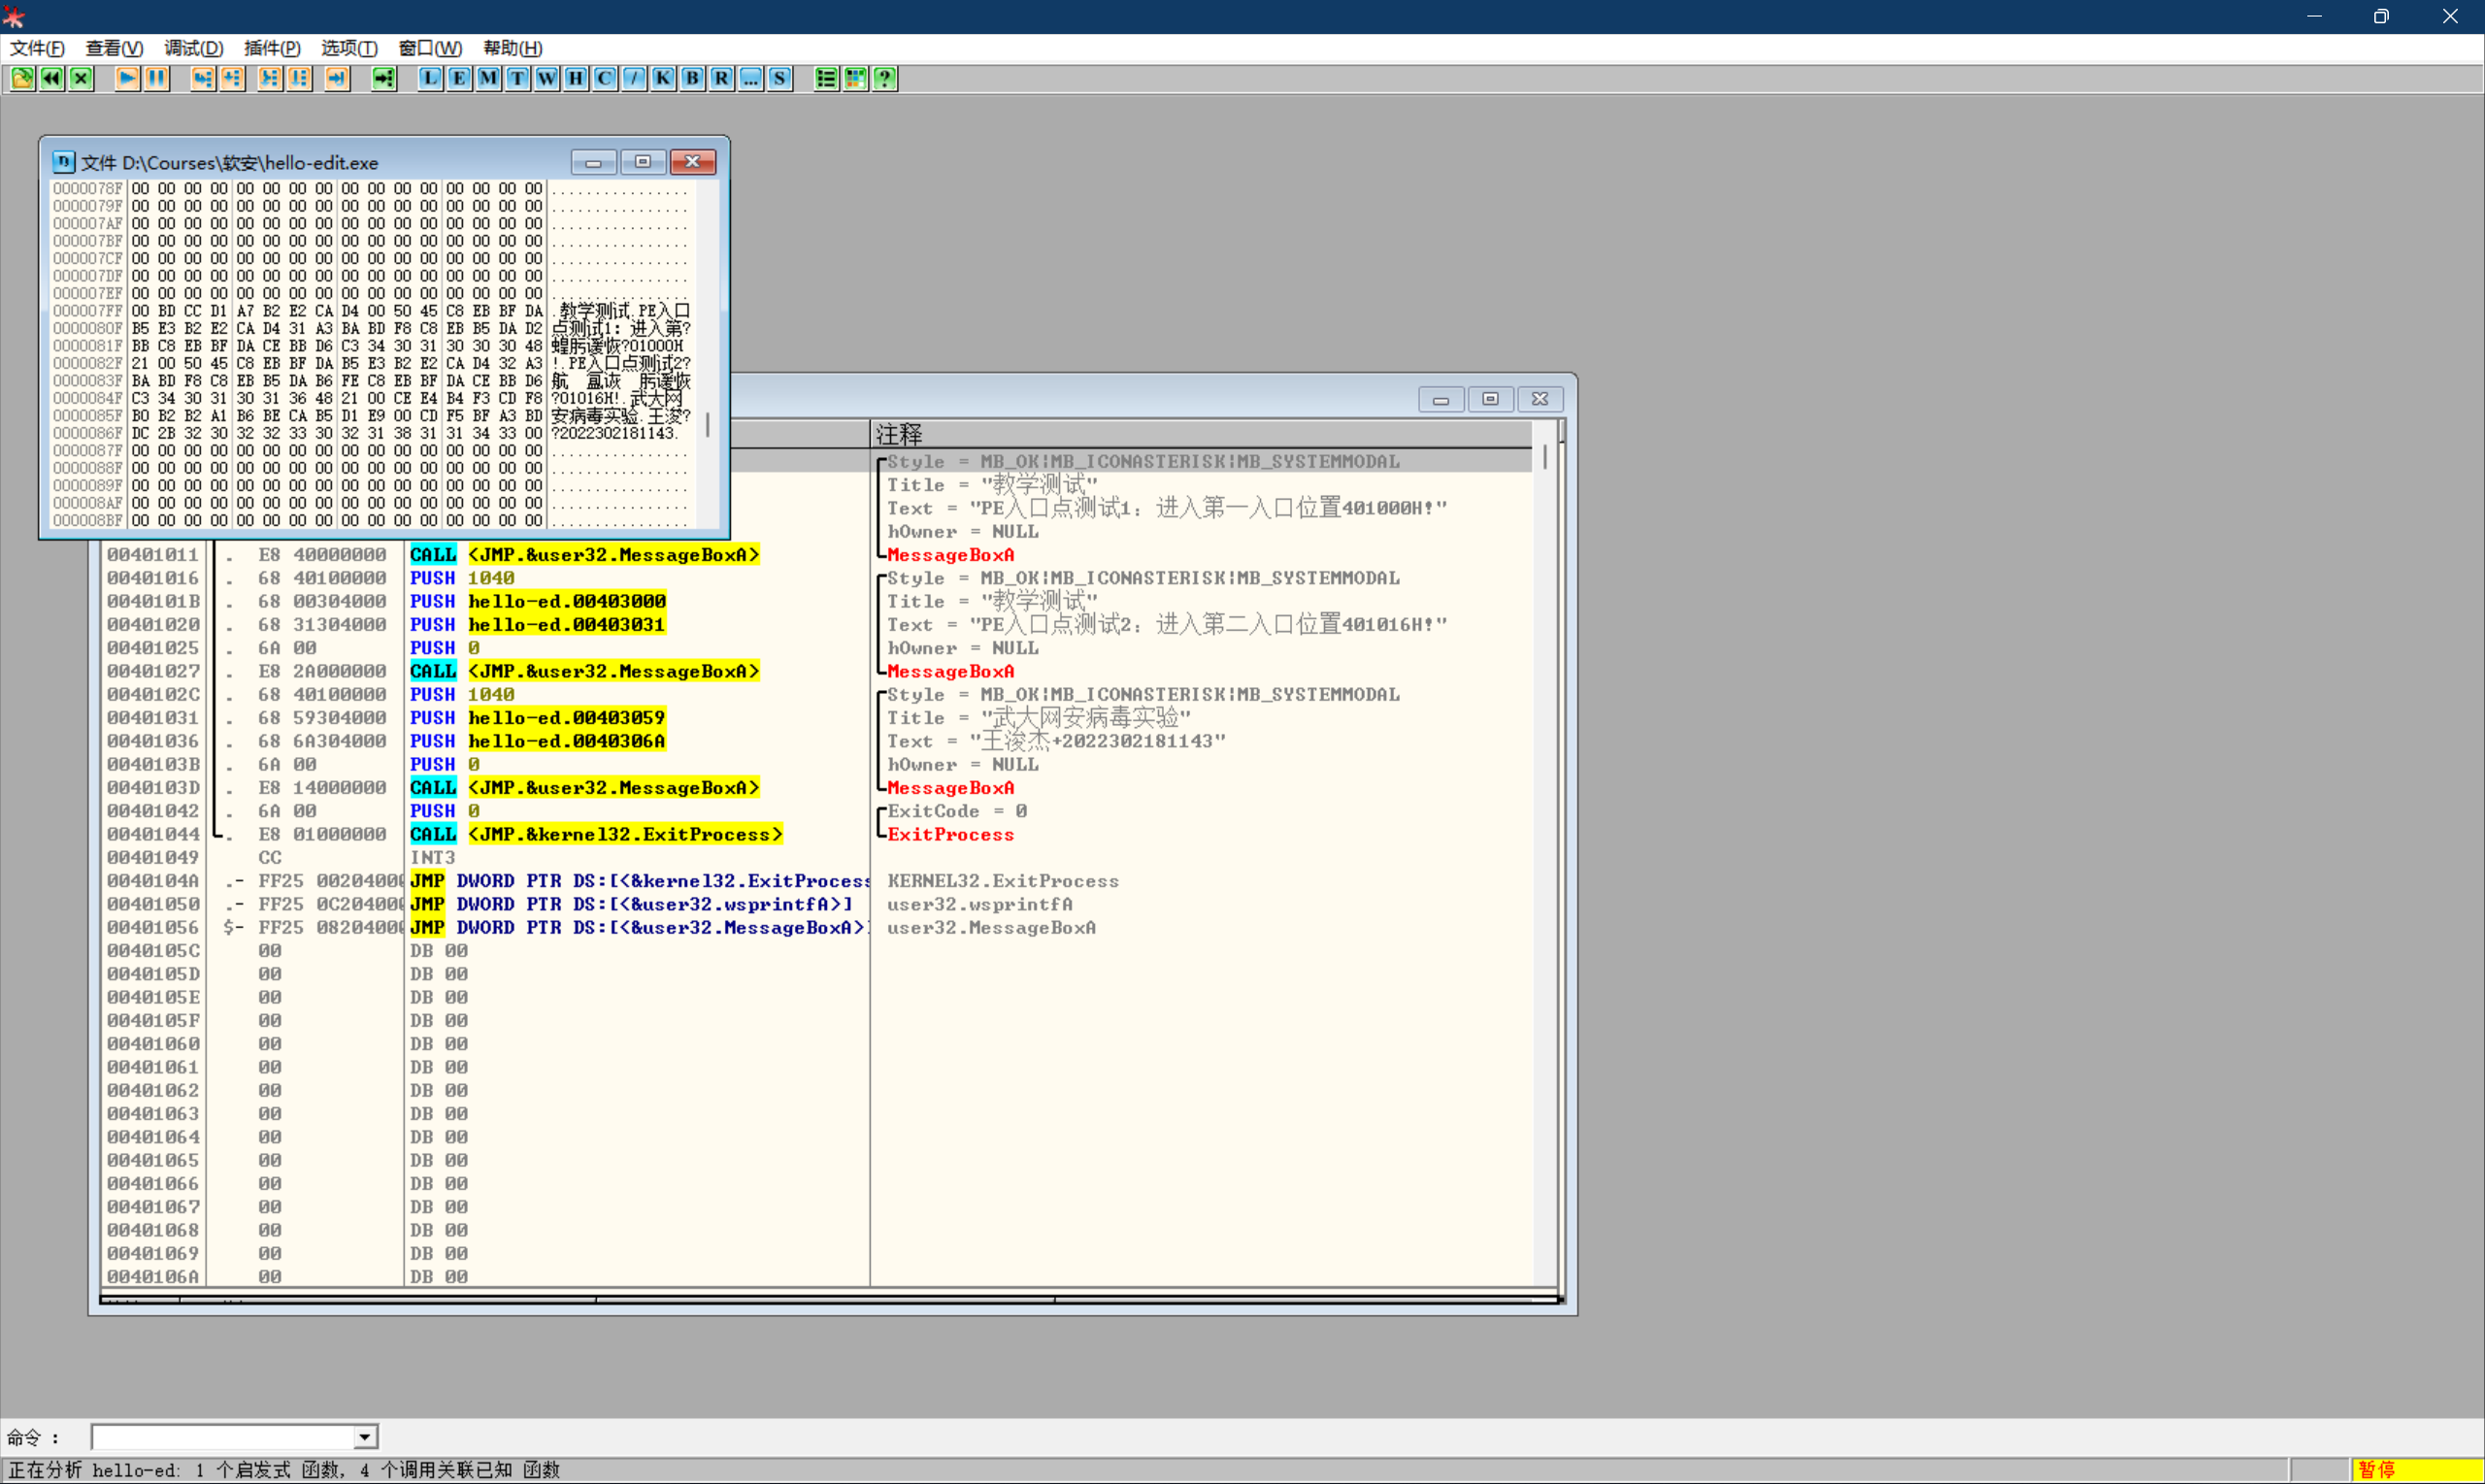 文件(F) 查看(V) 调试(D) 插件(P) 选项(T) 窗口(W) 帮助(H)
L E M T W H C / K B R ... S ?
文件 D:\Courses\软安\hello-edit.exe
0000078F 00 00 00 00 00 00 00 00 00 00 00 00 00 00 00 00 ................
0000079F 00 00 00 00 00 00 00 00 00 00 00 00 00 00 00 00 ................
000007AF 00 00 00 00 00 00 00 00 00 00 00 00 00 00 00 00 ................
000007BF 00 00 00 00 00 00 00 00 00 00 00 00 00 00 00 00 ................
000007CF 00 00 00 00 00 00 00 00 00 00 00 00 00 00 00 00 ................
000007DF 00 00 00 00 00 00 00 00 00 00 00 00 00 00 00 00 ................
000007EF 00 00 00 00 00 00 00 00 00 00 00 00 00 00 00 00 ................
000007FF 00 BD CC D1 A7 B2 E2 CA D4 00 50 45 C8 EB BF DA .教学测试.PE入口
0000080F B5 E3 B2 E2 CA D4 31 A3 BA BD F8 C8 EB B5 DA D2 点测试1：进入第?
0000081F BB C8 EB BF DA CE BB D6 C3 34 30 31 30 30 30 48 蝗肟谖恢?01000H
0000082F 21 00 50 45 C8 EB BF DA B5 E3 B2 E2 CA D4 32 A3 !.PE入口点测试2?
0000083F BA BD F8 C8 EB B5 DA B6 FE C8 EB BF DA CE BB D6
0000084F C3 34 30 31 30 31 36 48 21 00 CE E4 B4 F3 CD F8 ?01016H!.武大网
0000085F B0 B2 B2 A1 B6 BE CA B5 D1 E9 00 CD F5 BF A3 BD 安病毒实验.王浚?
0000086F DC 2B 32 30 32 32 33 30 32 31 38 31 31 34 33 00 ?2022302181143.
0000087F 00 00 00 00 00 00 00 00 00 00 00 00 00 00 00 00 ................
0000088F 00 00 00 00 00 00 00 00 00 00 00 00 00 00 00 00 ................
0000089F 00 00 00 00 00 00 00 00 00 00 00 00 00 00 00 00 ................
000008AF 00 00 00 00 00 00 00 00 00 00 00 00 00 00 00 00 ................
000008BF 00 00 00 00 00 00 00 00 00 00 00 00 00 00 00 00 ................
注释
Style = MB_OK|MB_ICONASTERISK|MB_SYSTEMMODAL
Title = "教学测试"
Text = "PE入口点测试1：进入第一入口位置401000H!"
hOwner = NULL
00401011 . E8 40000000 CALL <JMP.&user32.MessageBoxA> MessageBoxA
00401016 . 68 40100000 PUSH 1040 Style = MB_OK|MB_ICONASTERISK|MB_SYSTEMMODAL
0040101B . 68 00304000 PUSH hello-ed.00403000 Title = "教学测试"
00401020 . 68 31304000 PUSH hello-ed.00403031 Text = "PE入口点测试2：进入第二入口位置401016H!"
00401025 . 6A 00 PUSH 0 hOwner = NULL
00401027 . E8 2A000000 CALL <JMP.&user32.MessageBoxA> MessageBoxA
0040102C . 68 40100000 PUSH 1040 Style = MB_OK|MB_ICONASTERISK|MB_SYSTEMMODAL
00401031 . 68 59304000 PUSH hello-ed.00403059 Title = "武大网安病毒实验"
00401036 . 68 6A304000 PUSH hello-ed.0040306A Text = "王浚杰+2022302181143"
0040103B . 6A 00 PUSH 0 hOwner = NULL
0040103D . E8 14000000 CALL <JMP.&user32.MessageBoxA> MessageBoxA
00401042 . 6A 00 PUSH 0 ExitCode = 0
00401044 . E8 01000000 CALL <JMP.&kernel32.ExitProcess> ExitProcess
00401049 CC INT3
0040104A .- FF25 00204000 JMP DWORD PTR DS:[<&kernel32.ExitProcess KERNEL32.ExitProcess
00401050 .- FF25 0C204000 JMP DWORD PTR DS:[<&user32.wsprintfA>] user32.wsprintfA
00401056 $- FF25 08204000 JMP DWORD PTR DS:[<&user32.MessageBoxA>] user32.MessageBoxA
0040105C 00 DB 00
0040105D 00 DB 00
0040105E 00 DB 00
0040105F 00 DB 00
00401060 00 DB 00
00401061 00 DB 00
00401062 00 DB 00
00401063 00 DB 00
00401064 00 DB 00
00401065 00 DB 00
00401066 00 DB 00
00401067 00 DB 00
00401068 00 DB 00
00401069 00 DB 00
0040106A 00 DB 00
命令 :
正在分析 hello-ed: 1 个启发式 函数, 4 个调用关联已知 函数
暂停